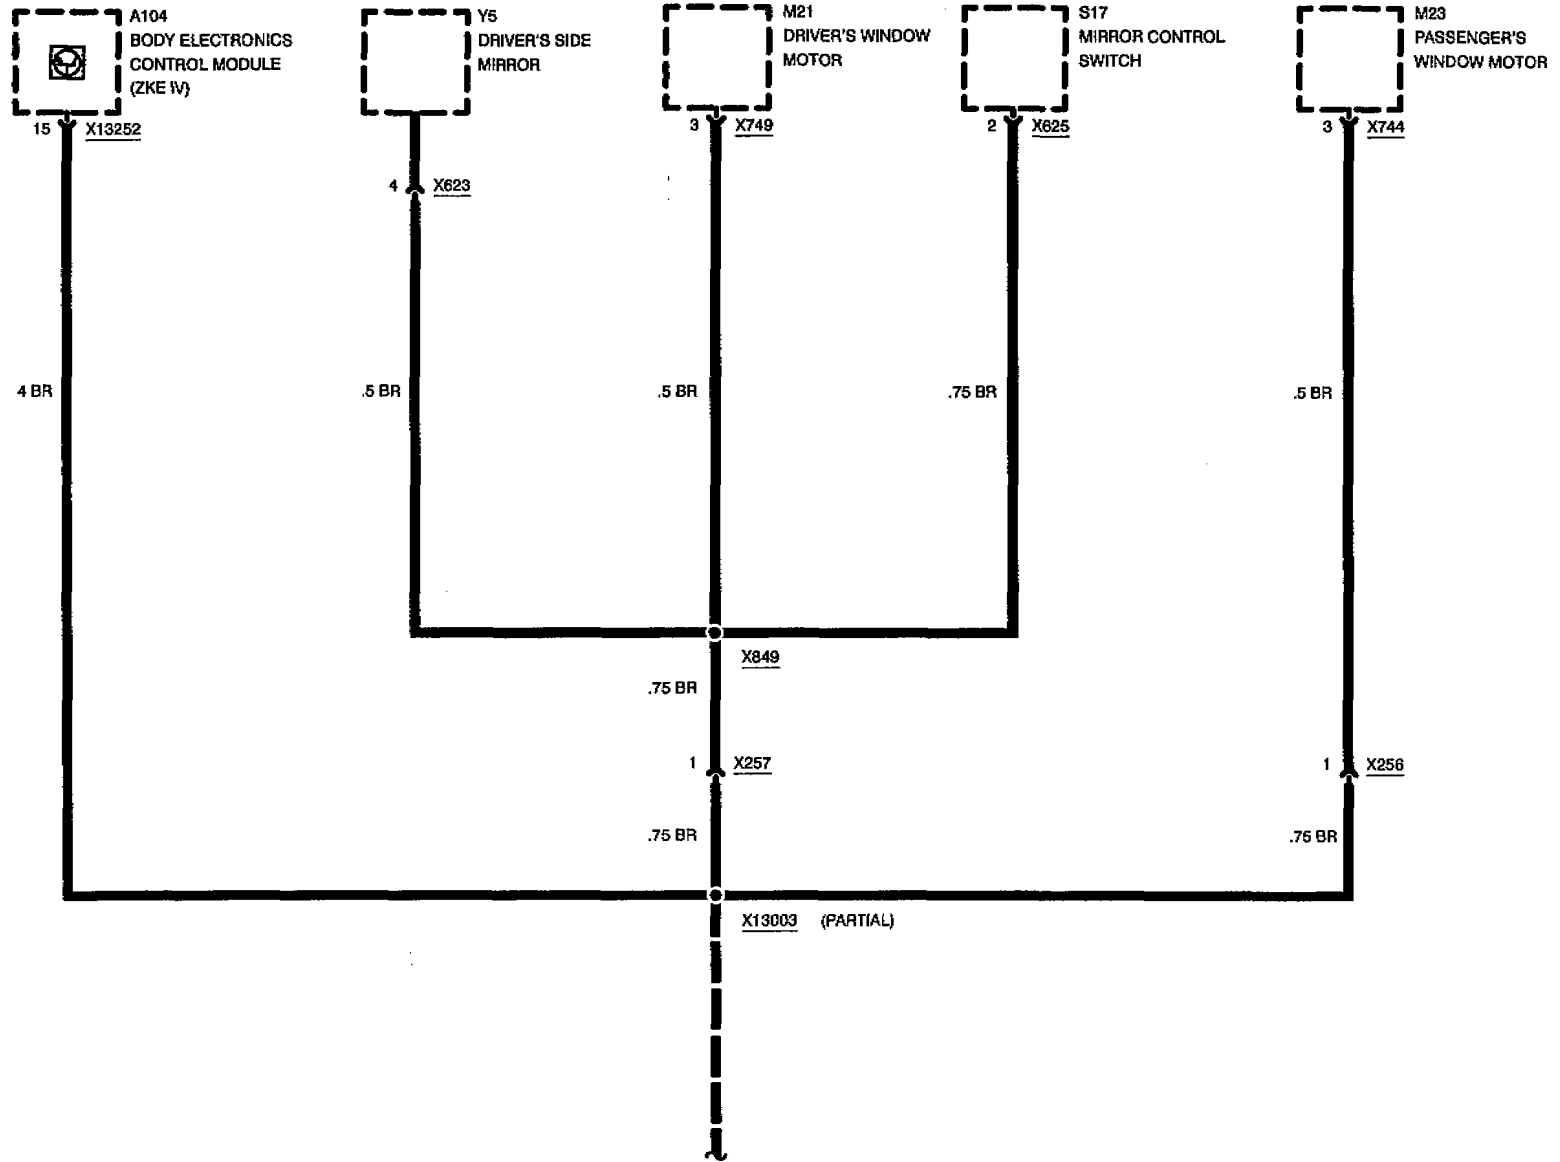 A104
BODY ELECTRONICS
CONTROL MODULE
(ZKE IV)
15 X13252
Y5
DRIVER'S SIDE
MIRROR
4 X623
M21
DRIVER'S WINDOW
MOTOR
3 X749
S17
MIRROR CONTROL
SWITCH
2 X625
M23
PASSENGER'S
WINDOW MOTOR
3 X744
4 BR
.5 BR
.5 BR
.75 BR
.5 BR
X849
.75 BR
1 X257
1 X256
.75 BR
.75 BR
X13003 (PARTIAL)